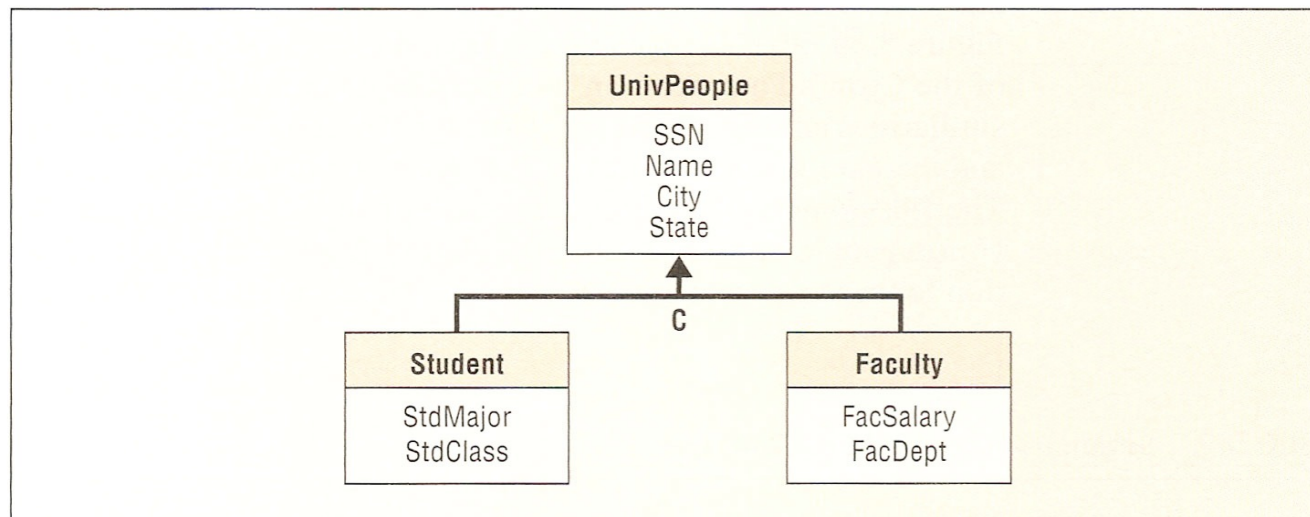 UnivPeople
SSN
Name
City
State
C
Student
StdMajor
StdClass
Faculty
FacSalary
FacDept